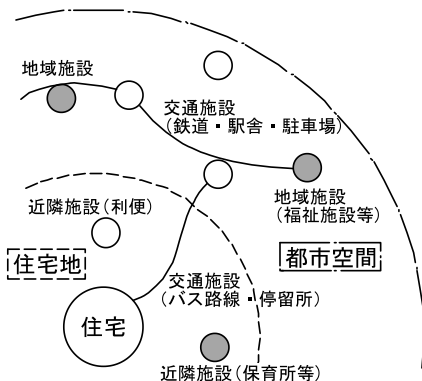 地域施設
交通施設
(鉄道・駅舎・駐車場)
地域施設
(福祉施設等)
近隣施設(利便)
住宅地
都市空間
交通施設
(バス路線・停留所)
住宅
近隣施設(保育所等)